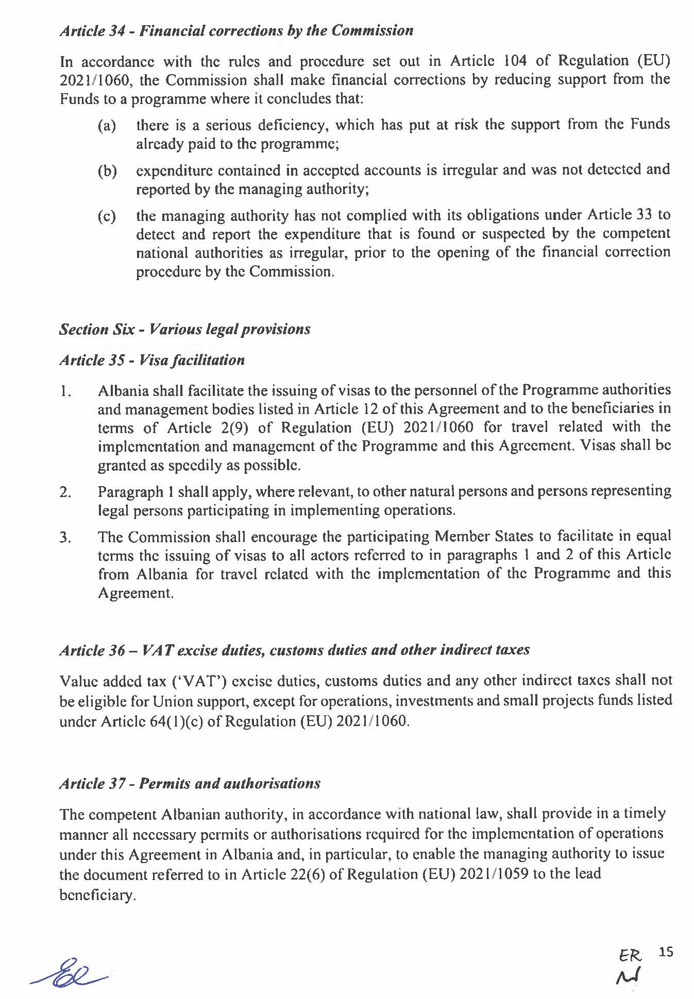 Article 34 - Financial corrections by the Commission
In accordance with the rules and procedure set out in Article 104 of Regulation (EU)
2021/1060, the Commission shall make financial corrections by reducing support from the
Funds to a programme where it concludes that:
(a) there is a serious deficiency, which has put at risk the support from the Funds
already paid to the programme;
(b) expenditure contained in accepted accounts is irregular and was not detected and
reported by the managing authority;
(c) the managing authority has not complied with its obligations under Article 33 to
detect and report the expenditure that is found or suspected by the competent
national authorities as irregular, prior to the opening of the financial correction
procedure by the Commission.
Section Six - Various legal provisions
Article 35 - Visa facilitation
1. Albania shall facilitate the issuing of visas to the personnel of the Programme authorities
and management bodies listed in Article 12 of this Agreement and to the beneficiaries in
terms of Article 2(9) of Regulation (EU) 2021/1060 for travel related with the
implementation and management of the Programme and this Agreement. Visas shall be
granted as speedily as possible.
2. Paragraph 1 shall apply, where relevant, to other natural persons and persons representing
legal persons participating in implementing operations.
3. The Commission shall encourage the participating Member States to facilitate in equal
terms the issuing of visas to all actors referred to in paragraphs 1 and 2 of this Article
from Albania for travel related with the implementation of the Programme and this
Agreement.
Article 36 – VAT excise duties, customs duties and other indirect taxes
Value added tax (‘VAT’) excise duties, customs duties and any other indirect taxes shall not
be eligible for Union support, except for operations, investments and small projects funds listed
under Article 64(1)(c) of Regulation (EU) 2021/1060.
Article 37 - Permits and authorisations
The competent Albanian authority, in accordance with national law, shall provide in a timely
manner all necessary permits or authorisations required for the implementation of operations
under this Agreement in Albania and, in particular, to enable the managing authority to issue
the document referred to in Article 22(6) of Regulation (EU) 2021/1059 to the lead
beneficiary.
ER 15